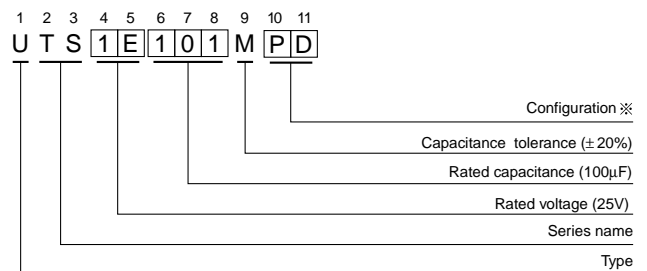 1 2 3 4 5 6 7 8 9 10 11
U T S 1 E 1 0 1 M P D
Configuration ※
Capacitance tolerance (± 20%)
Rated capacitance (100μF)
Rated voltage (25V)
Series name
Type